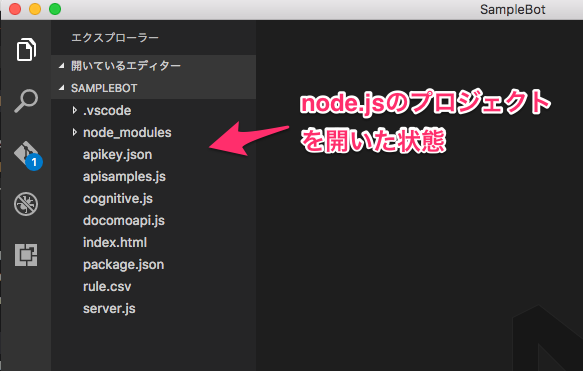 SampleBot
エクスプローラー
開いているエディター
SAMPLEBOT
.vscode
node_modules
apikey.json
apisamples.js
cognitive.js
docomoapi.js
index.html
package.json
rule.csv
server.js
1
node.jsのプロジェクト
を開いた状態